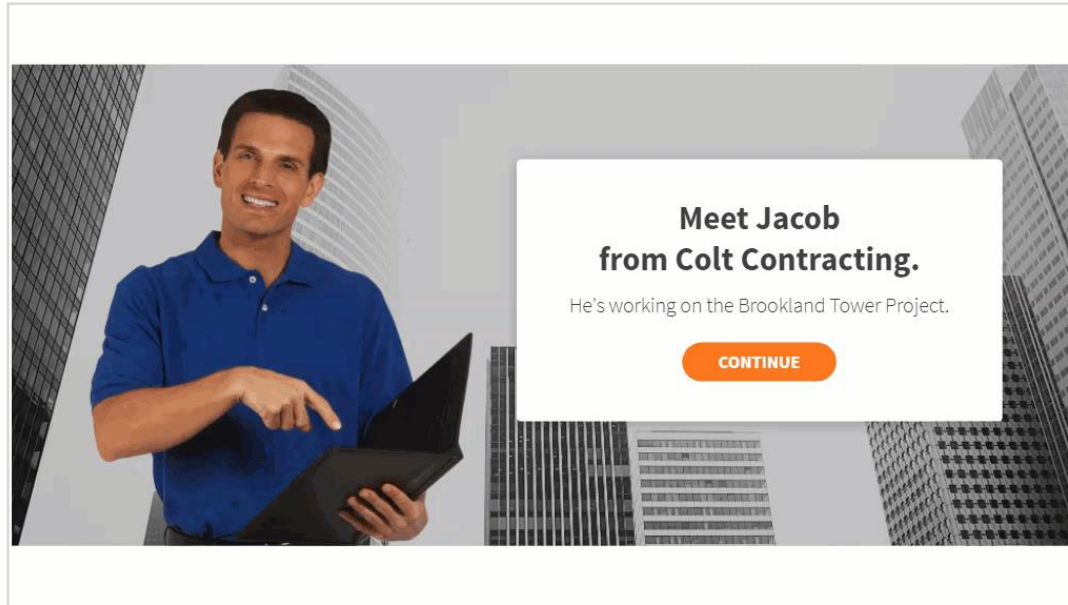 Meet Jacob
from Colt Contracting.
He's working on the Brookland Tower Project.
CONTINUE